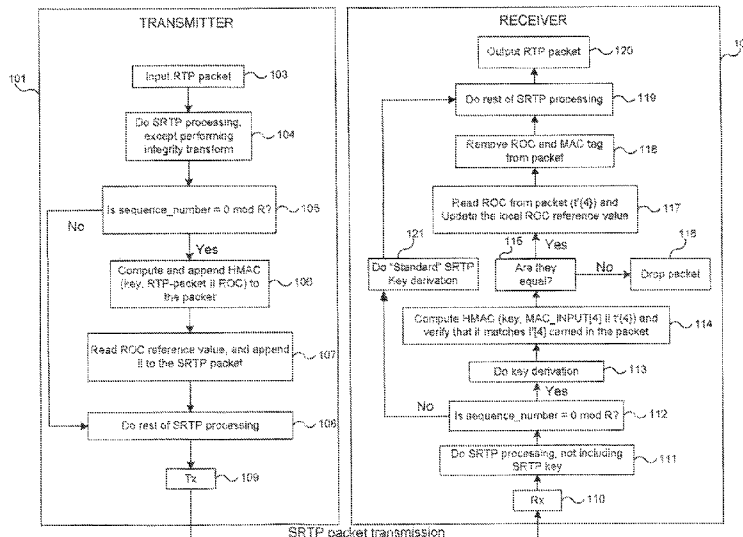 TRANSMITTER
101
Input RTP packet
103
Do SRTP processing,
except performing
integrity transform
104
Is sequence_number = 0 mod R?
105
No
Yes
Compute and append HMAC
(key, RTP-packet || ROC) to
the packet
106
Read ROC reference value, and append
it to the SRTP packet
107
Do rest of SRTP processing
108
Tx
109
SRTP packet transmission
RECEIVER
10
Output RTP packet
120
Do rest of SRTP processing
119
Remove ROC and MAC tag
from packet
118
Read ROC from packet (t'[4]) and
Update the local ROC reference value
117
121
Do "Standard" SRTP
Key derivation
115
Yes
Are they
equal?
No
116
Drop packet
Compute HMAC (key, MAC_INPUT[4] || t'[4]) and
verify that it matches t'[4] carried in the packet
114
Do key derivation
113
No
Yes
Is sequence_number = 0 mod R?
112
Do SRTP processing, not including
SRTP key
111
Rx
110